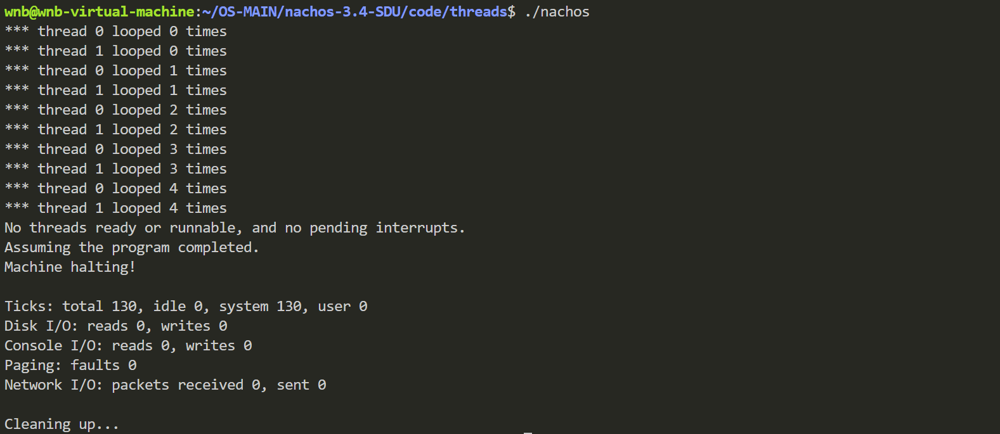 wnb@wnb-virtual-machine:~/OS-MAIN/nachos-3.4-SDU/code/threads$ ./nachos
*** thread 0 looped 0 times
*** thread 1 looped 0 times
*** thread 0 looped 1 times
*** thread 1 looped 1 times
*** thread 0 looped 2 times
*** thread 1 looped 2 times
*** thread 0 looped 3 times
*** thread 1 looped 3 times
*** thread 0 looped 4 times
*** thread 1 looped 4 times
No threads ready or runnable, and no pending interrupts.
Assuming the program completed.
Machine halting!

Ticks: total 130, idle 0, system 130, user 0
Disk I/O: reads 0, writes 0
Console I/O: reads 0, writes 0
Paging: faults 0
Network I/O: packets received 0, sent 0

Cleaning up...